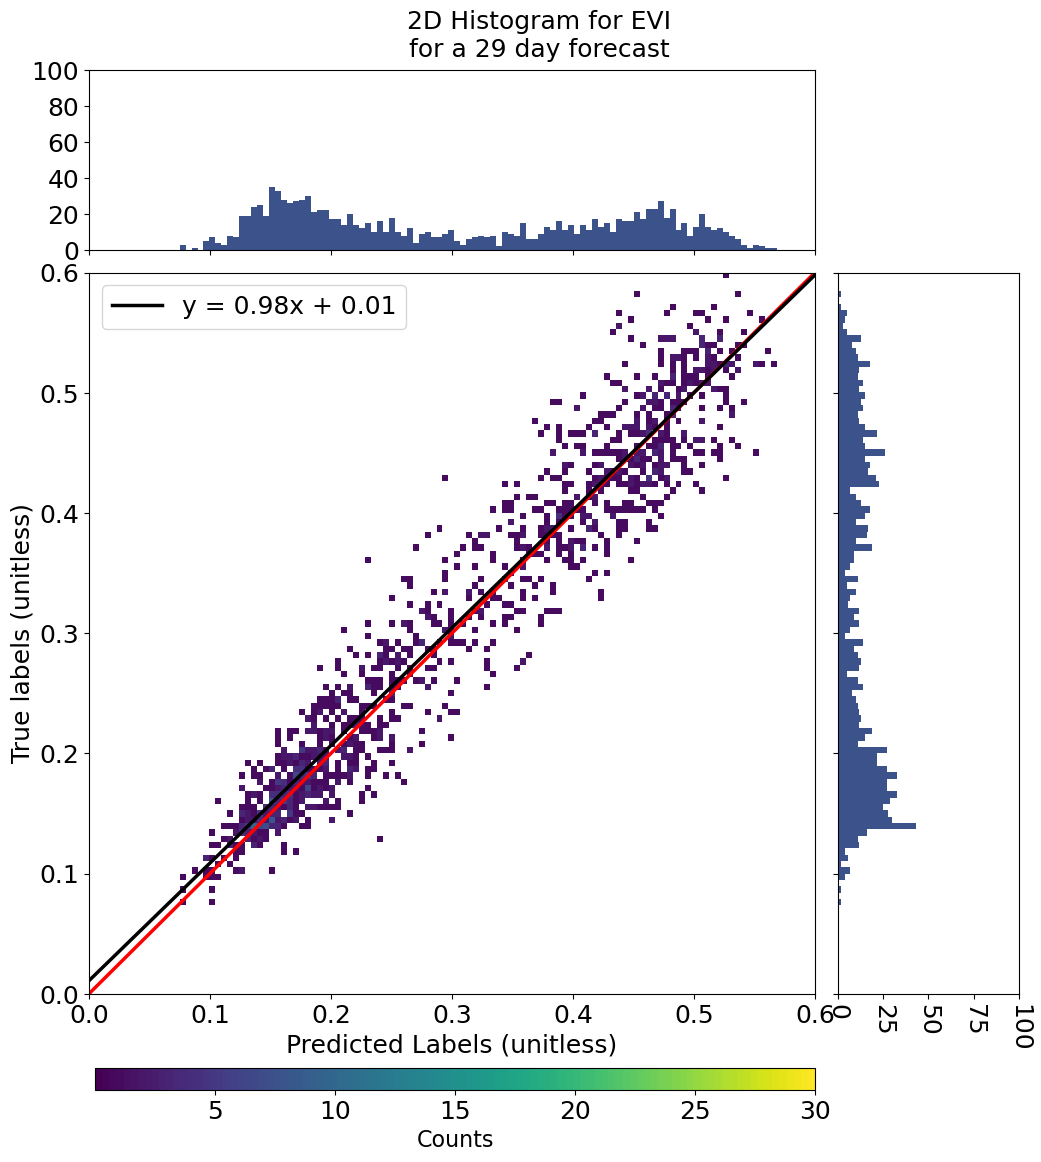 2D Histogram for EVI
for a 29 day forecast
100
80
60
40
20
0
0.6
0.5
0.4
0.3
0.2
0.1
0.0
True labels (unitless)
y = 0.98x + 0.01
0.0 0.1 0.2 0.3 0.4 0.5 0.6
Predicted Labels (unitless)
0 25 50 75 100
5 10 15 20 25 30
Counts